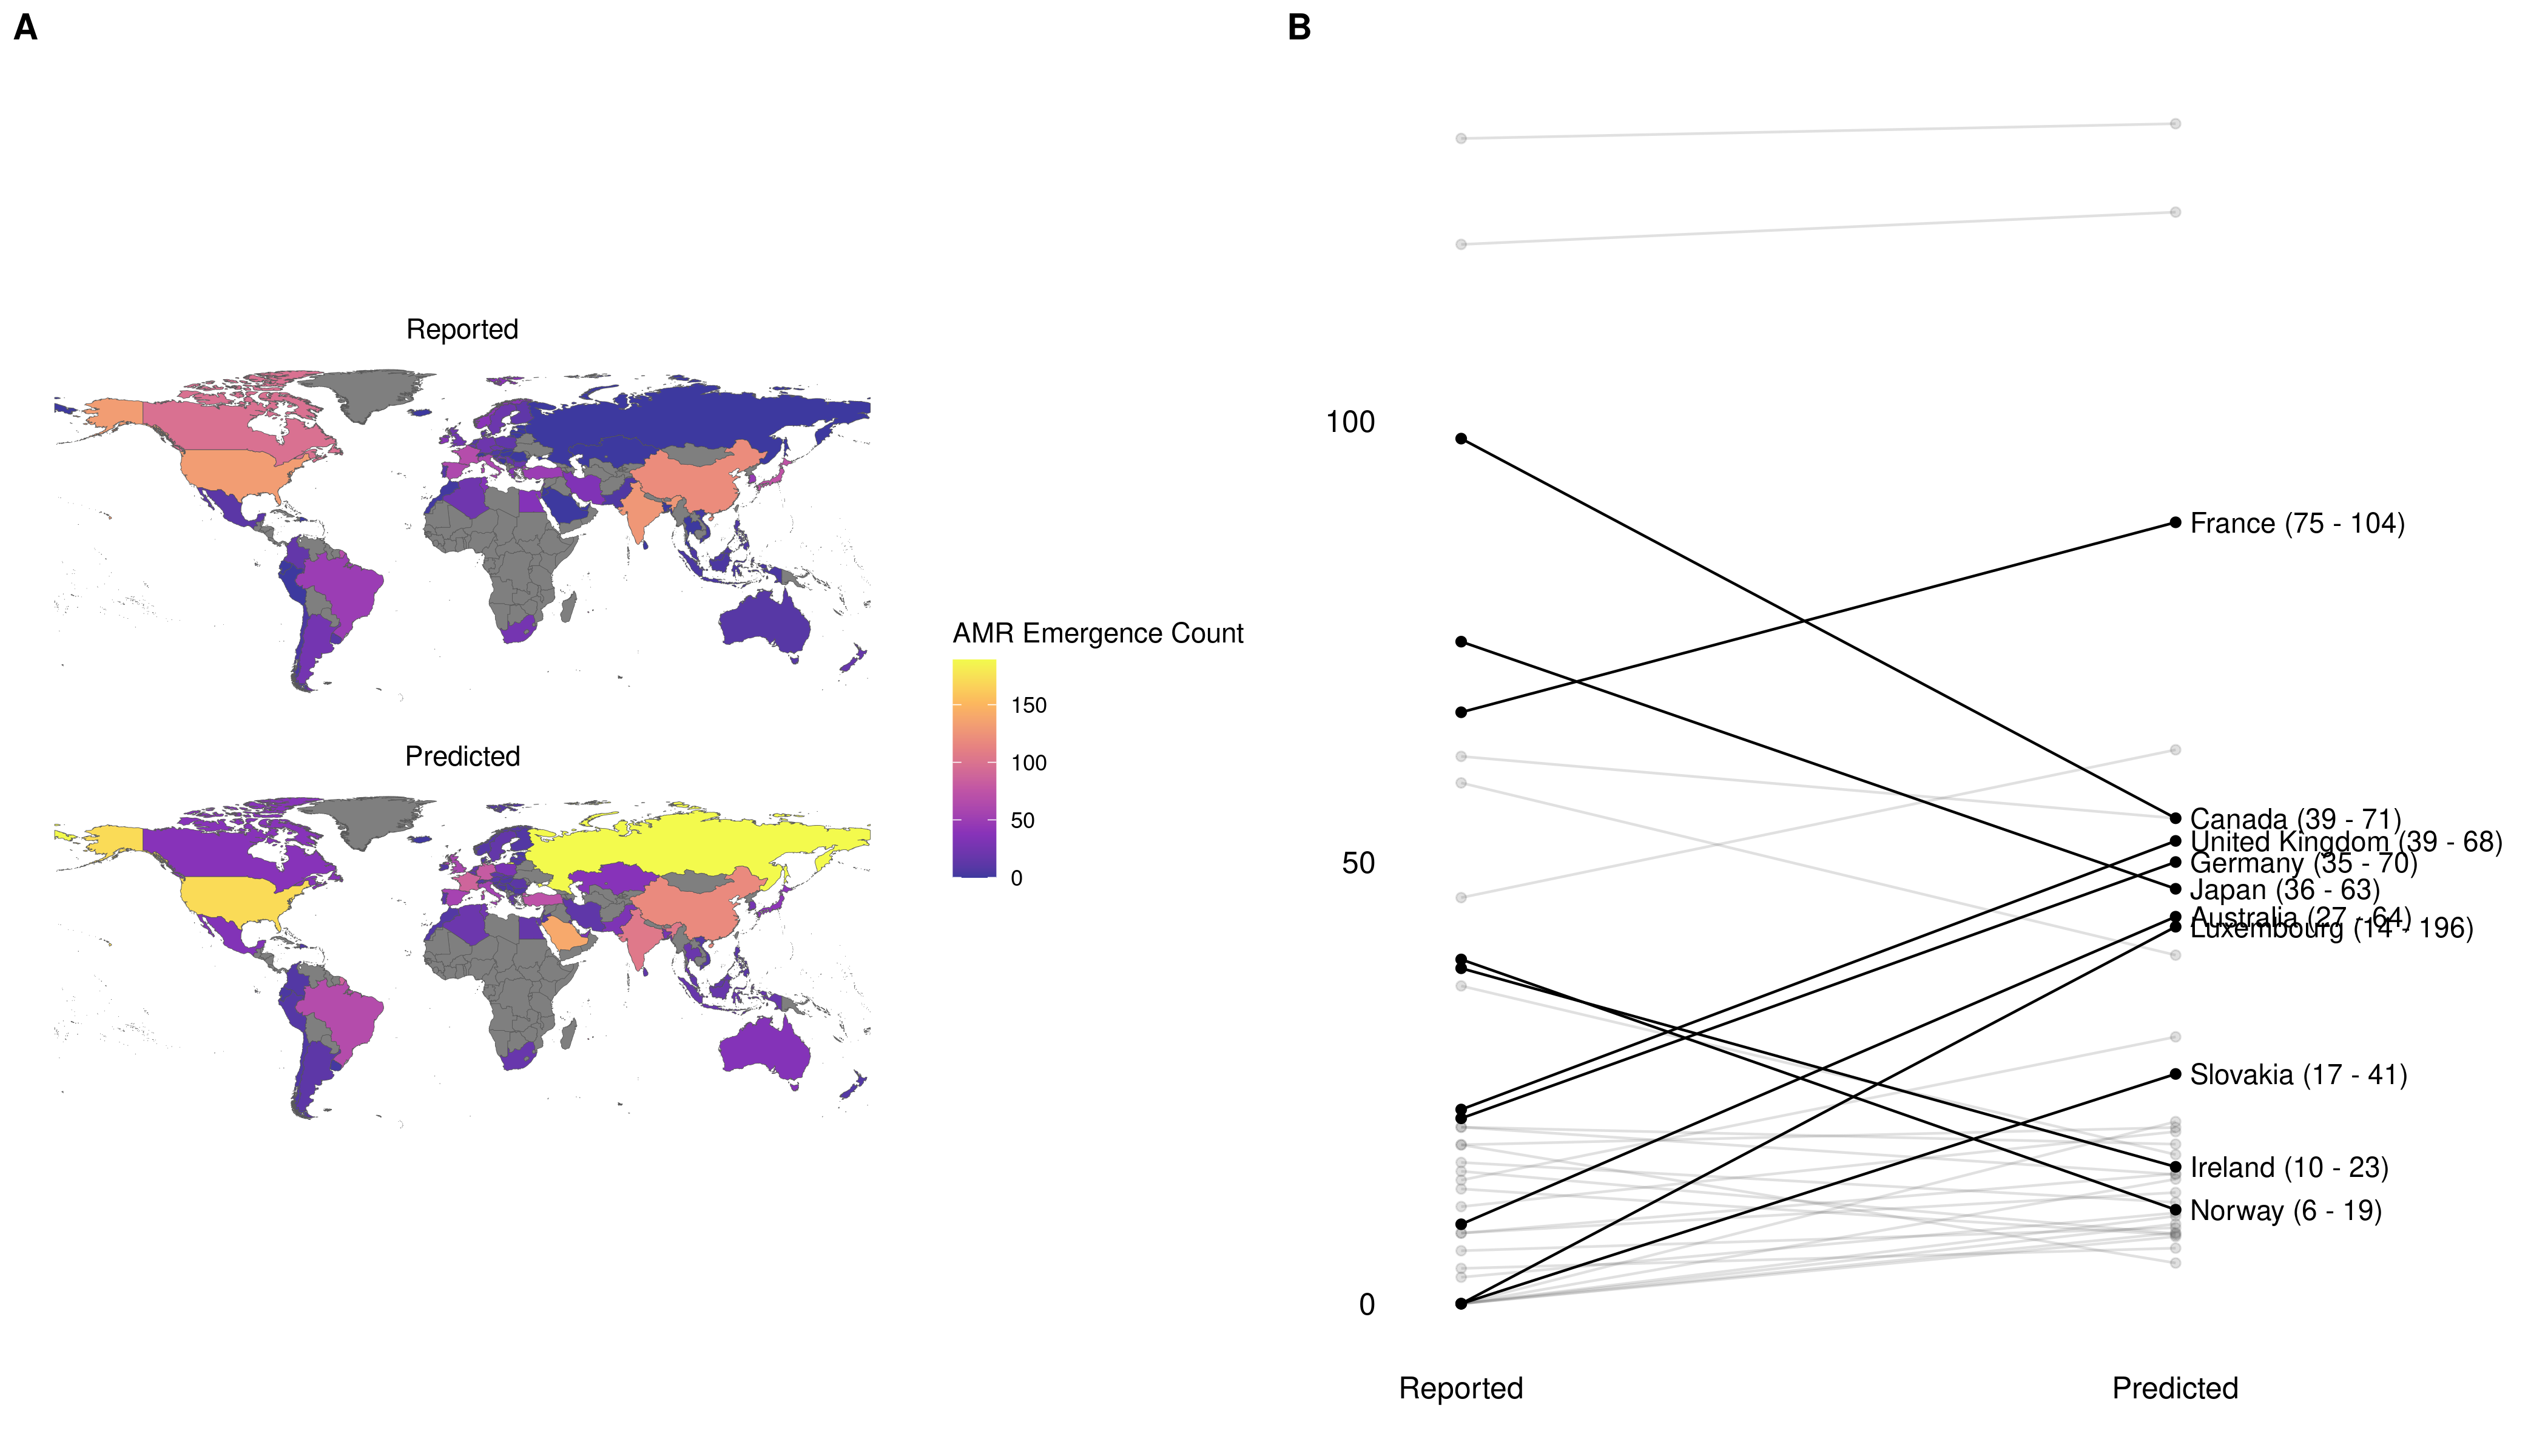 A
B
Reported
Predicted
AMR Emergence Count
150
100
50
0
100
50
0
France (75 - 104)
Canada (39 - 71)
United Kingdom (39 - 68)
Germany (35 - 70)
Japan (36 - 63)
Australia (27 - 64)
Luxembourg (14 - 196)
Slovakia (17 - 41)
Ireland (10 - 23)
Norway (6 - 19)
Reported
Predicted